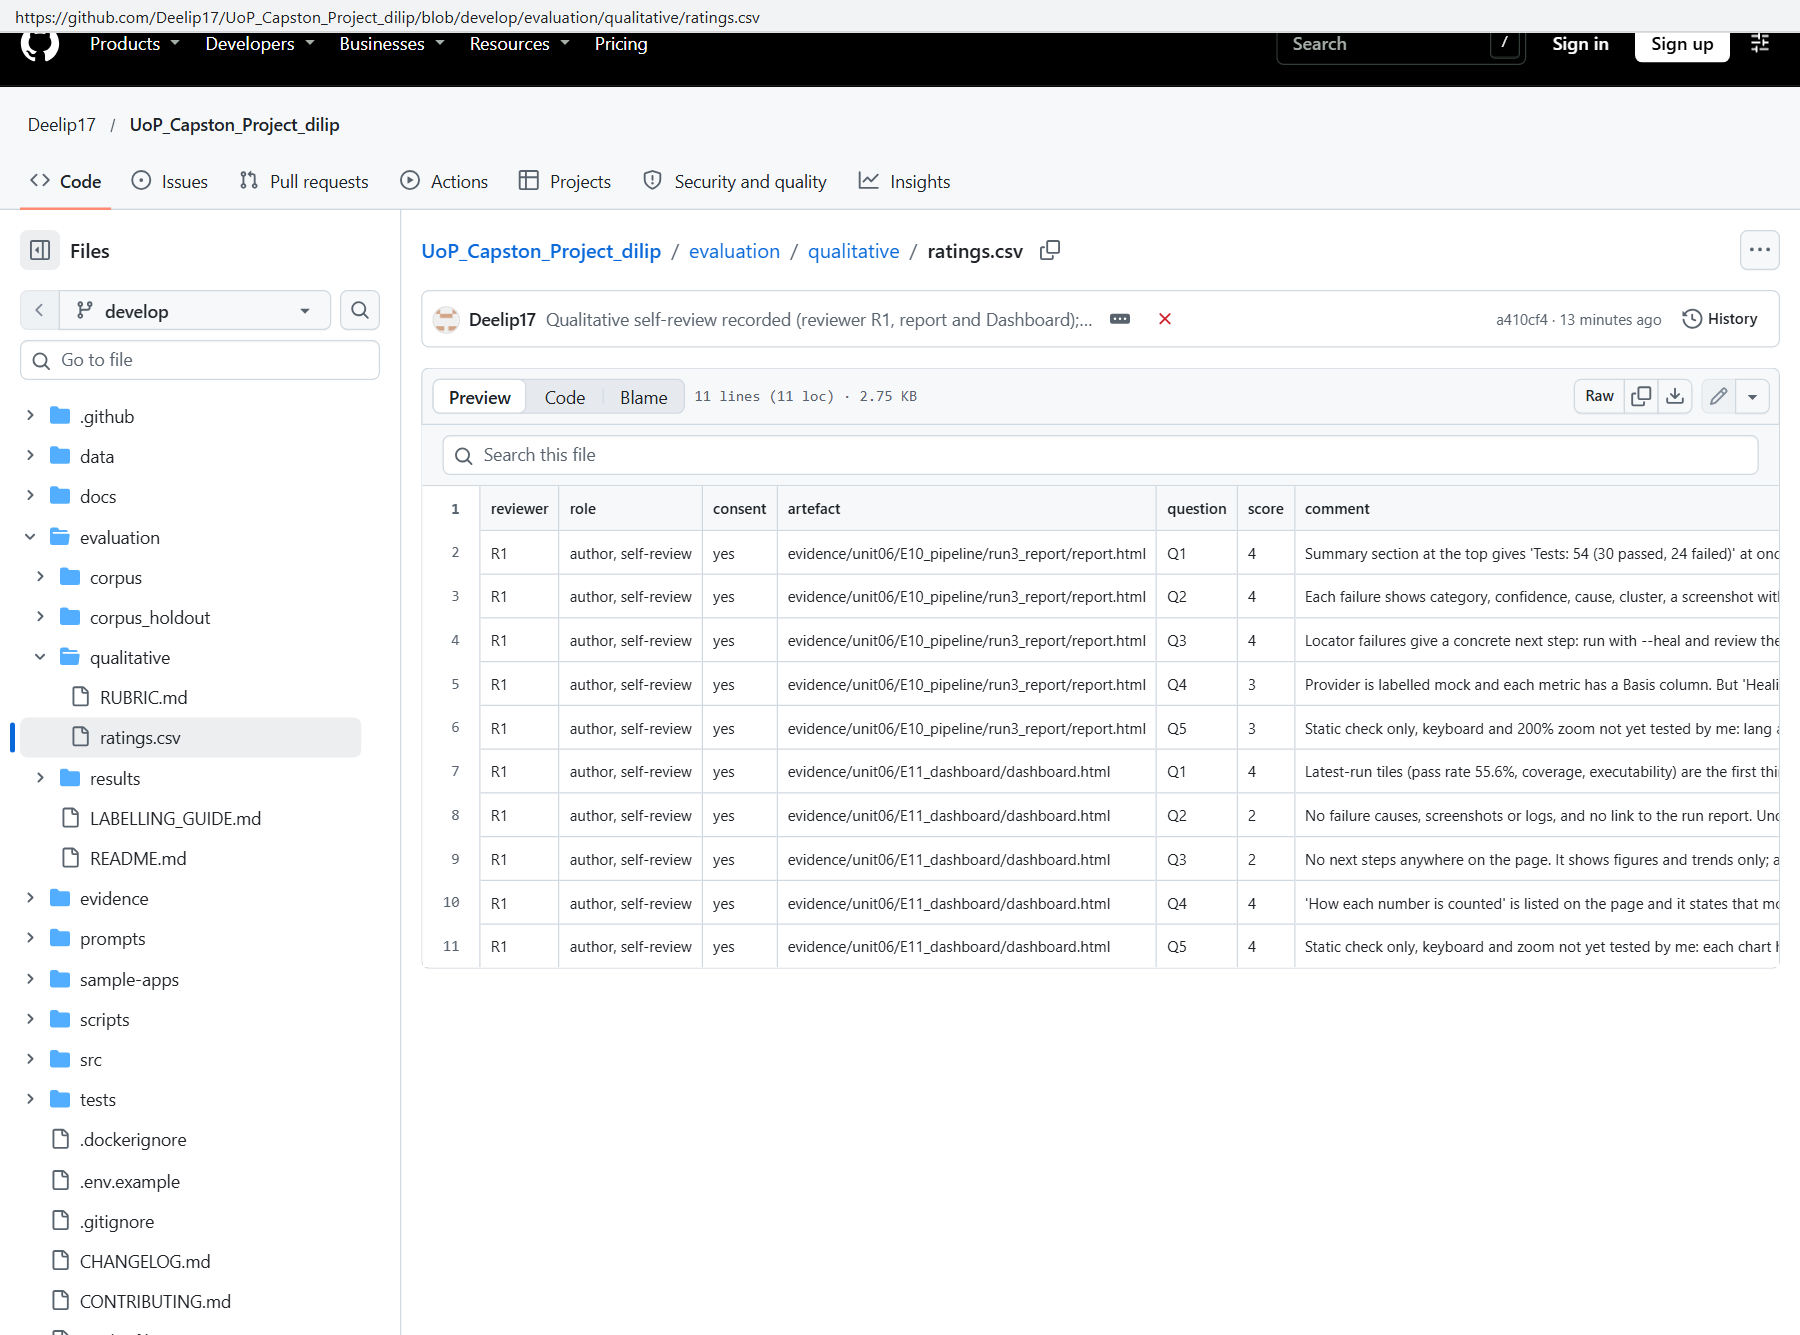 https://github.com/Deelip17/UoP_Capston_Project_dilip/blob/develop/evaluation/qualitative/ratings.csv
Products Developers Businesses Resources Pricing Search / Sign in Sign up
Deelip17 / UoP_Capston_Project_dilip
Code Issues Pull requests Actions Projects Security and quality Insights
Files
develop
Go to file
.github
data
docs
evaluation
corpus
corpus_holdout
qualitative
RUBRIC.md
ratings.csv
results
LABELLING_GUIDE.md
README.md
evidence
prompts
sample-apps
scripts
src
tests
.dockerignore
.env.example
.gitignore
CHANGELOG.md
CONTRIBUTING.md
UoP_Capston_Project_dilip / evaluation / qualitative / ratings.csv
Deelip17 Qualitative self-review recorded (reviewer R1, report and Dashboard);... a410cf4 · 13 minutes ago History
Preview Code Blame 11 lines (11 loc) · 2.75 KB Raw
Search this file
1 reviewer role consent artefact question score comment
2 R1 author, self-review yes evidence/unit06/E10_pipeline/run3_report/report.html Q1 4 Summary section at the top gives 'Tests: 54 (30 passed, 24 failed)' at
3 R1 author, self-review yes evidence/unit06/E10_pipeline/run3_report/report.html Q2 4 Each failure shows category, confidence, cause, cluster, a screenshot
4 R1 author, self-review yes evidence/unit06/E10_pipeline/run3_report/report.html Q3 4 Locator failures give a concrete next step: run with --heal and review the
5 R1 author, self-review yes evidence/unit06/E10_pipeline/run3_report/report.html Q4 3 Provider is labelled mock and each metric has a Basis column. But
6 R1 author, self-review yes evidence/unit06/E10_pipeline/run3_report/report.html Q5 3 Static check only, keyboard and 200% zoom not yet tested by me: lang
7 R1 author, self-review yes evidence/unit06/E11_dashboard/dashboard.html Q1 4 Latest-run tiles (pass rate 55.6%, coverage, executability) are the first
8 R1 author, self-review yes evidence/unit06/E11_dashboard/dashboard.html Q2 2 No failure causes, screenshots or logs, and no link to the run report.
9 R1 author, self-review yes evidence/unit06/E11_dashboard/dashboard.html Q3 2 No next steps anywhere on the page. It shows figures and trends only;
10 R1 author, self-review yes evidence/unit06/E11_dashboard/dashboard.html Q4 4 'How each number is counted' is listed on the page and it states that
11 R1 author, self-review yes evidence/unit06/E11_dashboard/dashboard.html Q5 4 Static check only, keyboard and zoom not yet tested by me: each chart